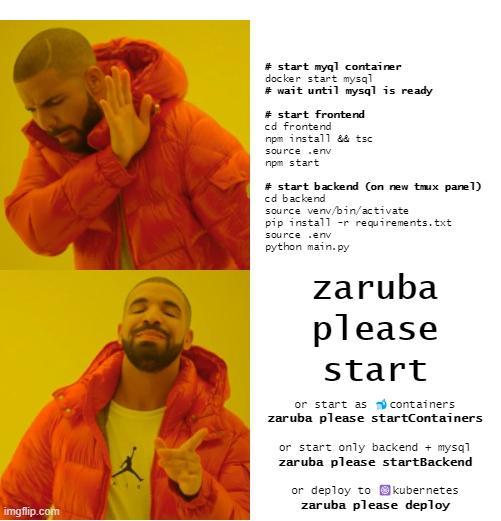 # start myql container
docker start mysql
# wait until mysql is ready
# start frontend
cd frontend
npm install && tsc
source .env
npm start
# start backend (on new tmux panel)
cd backend
source venv/bin/activate
pip install -r requirements.txt
source .env
python main.py
zaruba
please
start
or start as 🐳containers
zaruba please startContainers
or start only backend + mysql
zaruba please startBackend
or deploy to ☸️kubernetes
zaruba please deploy
imgflip.com